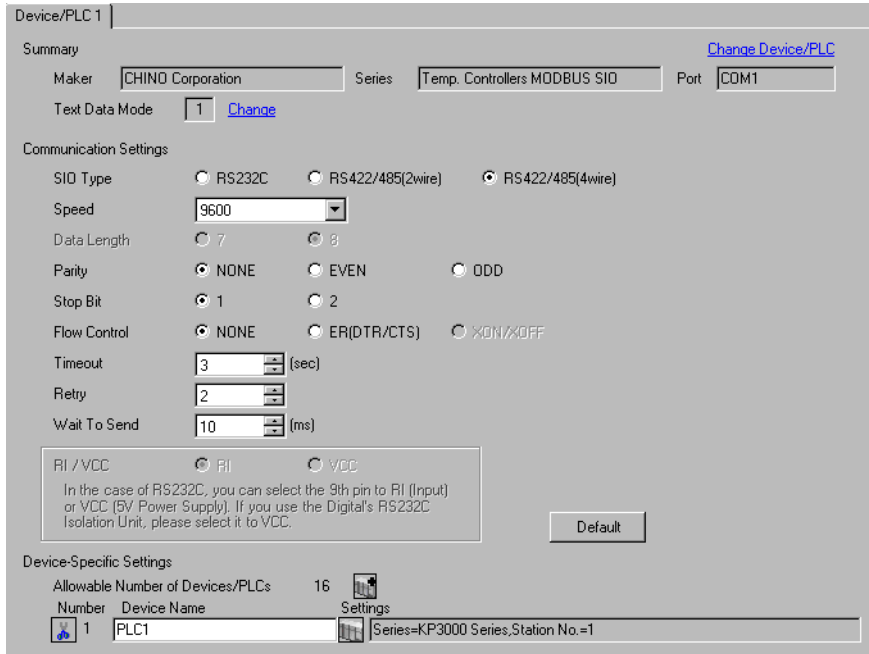 Device/PLC 1
Summary Change Device/PLC
Maker CHINO Corporation Series Temp. Controllers MODBUS SIO Port COM1
Text Data Mode 1 Change
Communication Settings
SIO Type RS232C RS422/485(2wire) RS422/485(4wire)
Speed 9600
Data Length 7 8
Parity NONE EVEN ODD
Stop Bit 1 2
Flow Control NONE ER(DTR/CTS) XON/XOFF
Timeout 3 (sec)
Retry 2
Wait To Send 10 (ms)
RI / VCC RI VCC
In the case of RS232C, you can select the 9th pin to RI (Input)
or VCC (5V Power Supply). If you use the Digital's RS232C
Isolation Unit, please select it to VCC.
Default
Device-Specific Settings
Allowable Number of Devices/PLCs 16
Number Device Name Settings
1 PLC1 Series=KP3000 Series,Station No.=1